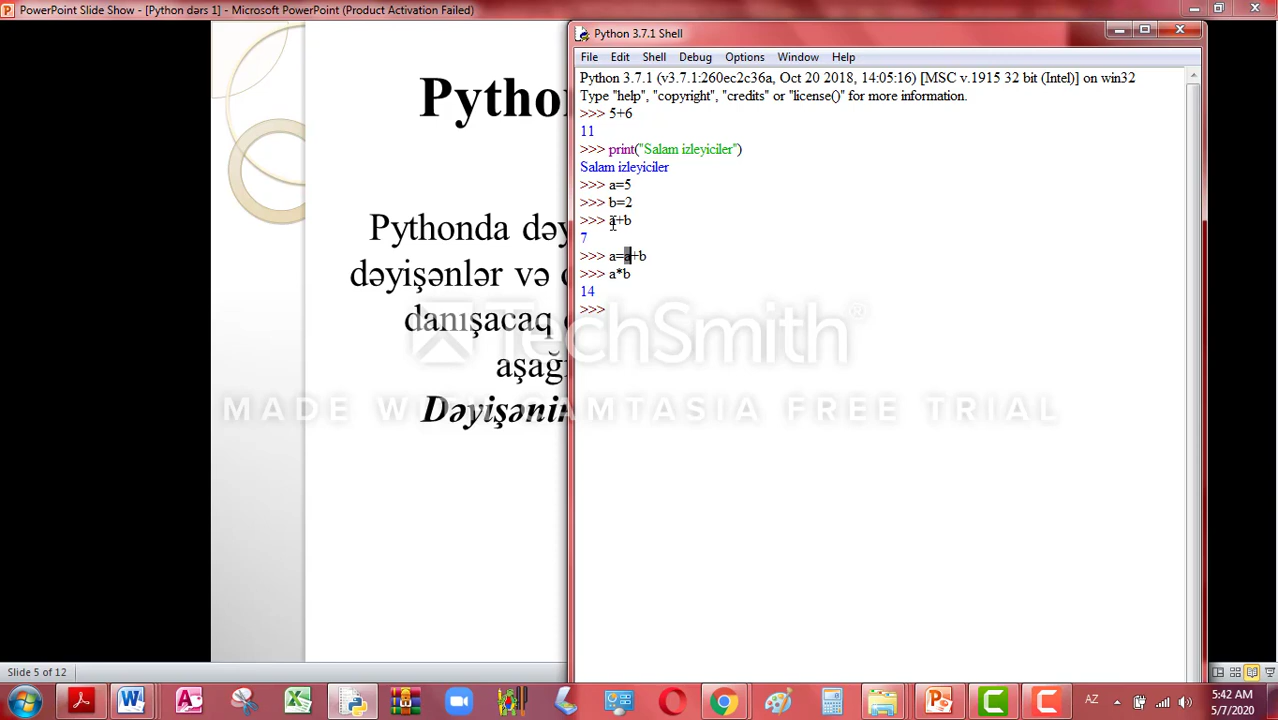 PowerPoint Slide Show - [Python dərs 1] - Microsoft PowerPoint (Product Activation Failed)
Python 3.7.1 Shell
File Edit Shell Debug Options Window Help
Python 3.7.1 (v3.7.1:260ec2c36a, Oct 20 2018, 14:05:16) [MSC v.1915 32 bit (Intel)] on win32
Type "help", "copyright", "credits" or "license()" for more information.
>>> 5+6
11
>>> print("Salam izleyiciler")
Salam izleyiciler
>>> a=5
>>> b=2
>>> a+b
7
>>> a=a+b
>>> a*b
14
>>>
Pytho
Pythonda dəy
dəyişənlər və
danışacaq
aşağı
Dəyişənin
TechSmith®
MADE WITH CAMTASIA FREE TRIAL
Slide 5 of 12
AZ
5:42 AM
5/7/2020